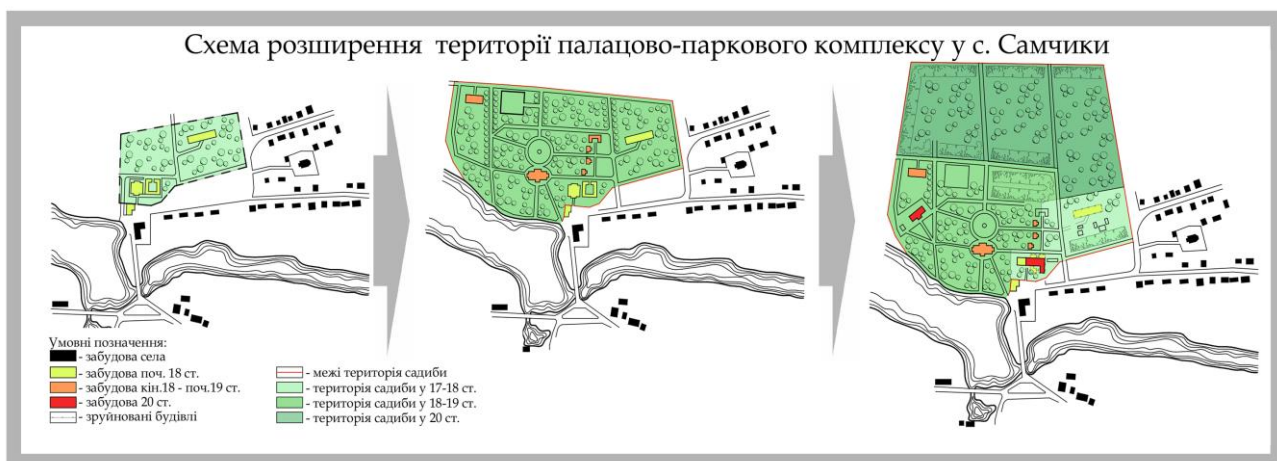 Схема розширення території палацово-паркового комплексу у с. Самчики
Умовні позначення:
- забудова села
- забудова поч. 18 ст.
- забудова кін.18 - поч.19 ст.
- забудова 20 ст.
- зруйновані будівлі
- межі територія садиби
- територія садиби у 17-18 ст.
- територія садиби у 18-19 ст.
- територія садиби у 20 ст.